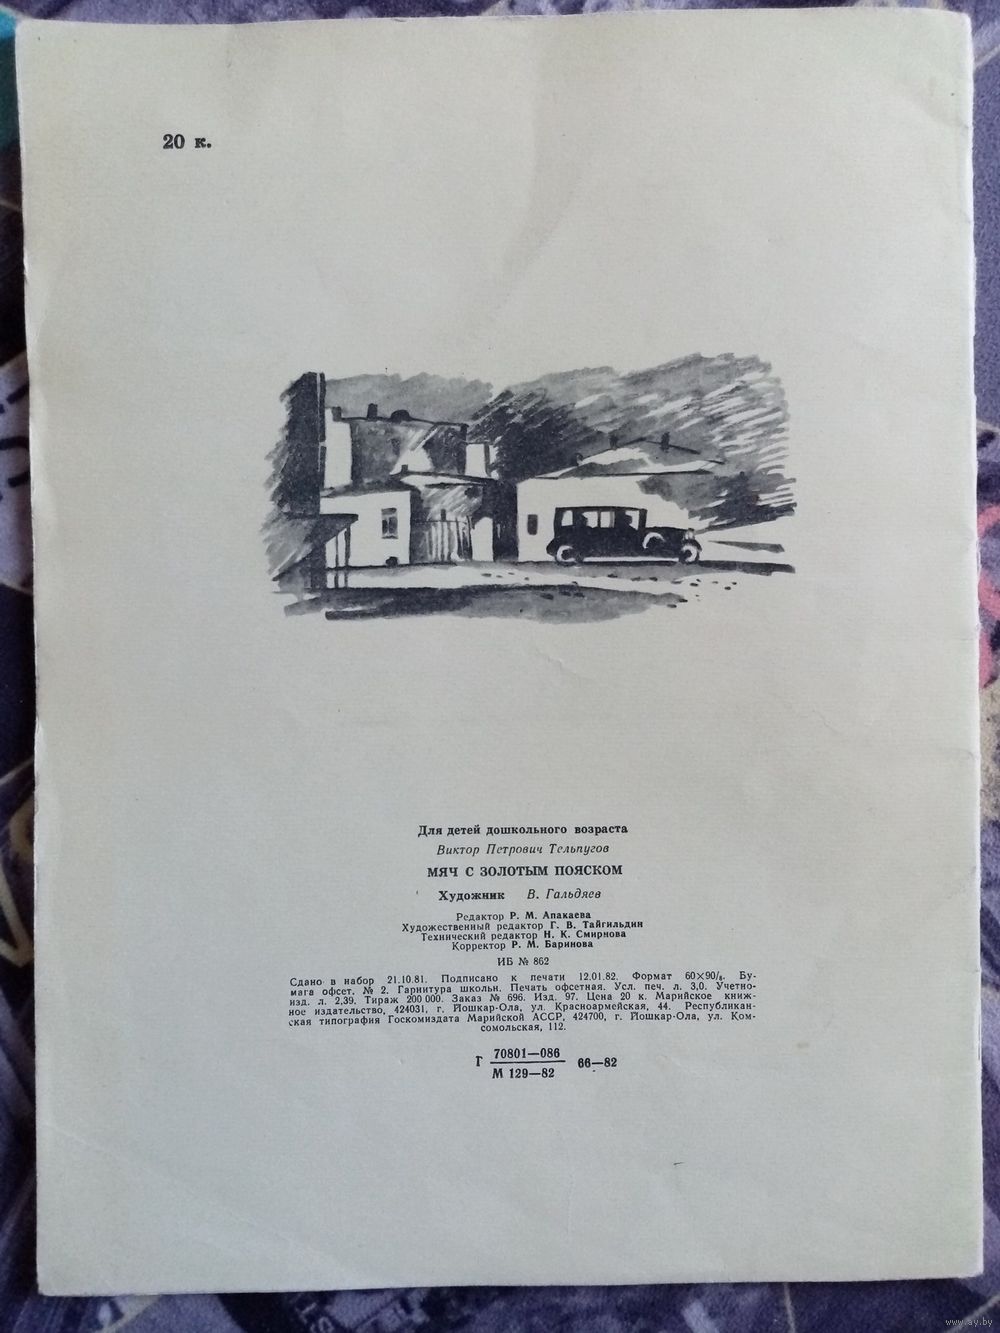 20 к.
Для детей дошкольного возраста
Виктор Петрович Тельпугов
МЯЧ С ЗОЛОТЫМ ПОЯСКОМ
Художник В. Гальдяев
Редактор Р. М. Апакаева
Художественный редактор Г. В. Тайгильдин
Технический редактор Н. К. Смирнова
Корректор Р. М. Баринова
ИБ № 862
Сдано в набор 21.10.81. Подписано к печати 12.01.82. Формат 60×90/8. Бу-
мага офсет. № 2. Гарнитура школьн. Печать офсетная. Усл. печ. л. 3,0. Учетно-
изд. л. 2,39. Тираж 200 000. Заказ № 696. Изд. 97. Цена 20 к. Марийское книж-
ное издательство, 424031, г. Йошкар-Ола, ул. Красноармейская, 44. Республикан-
ская типография Госкомиздата Марийской АССР, 424700, г. Йошкар-Ола, ул. Ком-
сомольская, 112.
Г 70801—086 66—82
М 129—82
www.ay.by